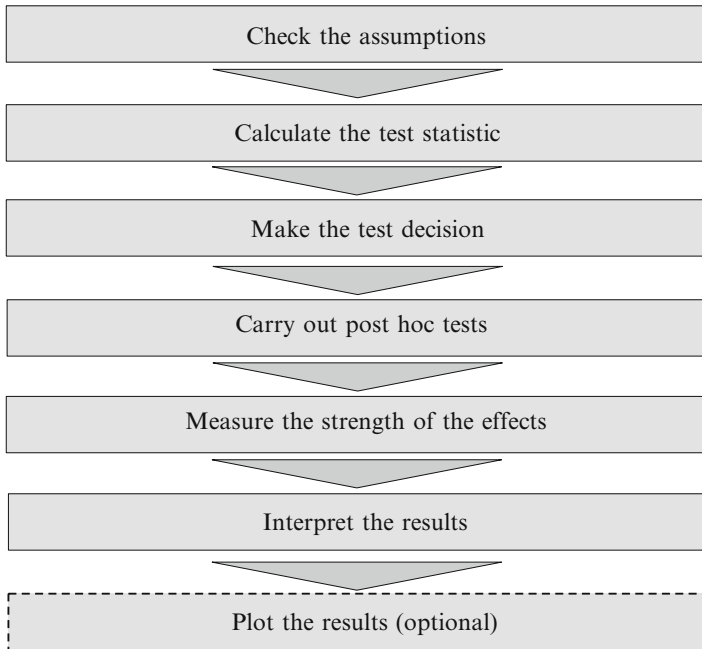 Check the assumptions
Calculate the test statistic
Make the test decision
Carry out post hoc tests
Measure the strength of the effects
Interpret the results
Plot the results (optional)